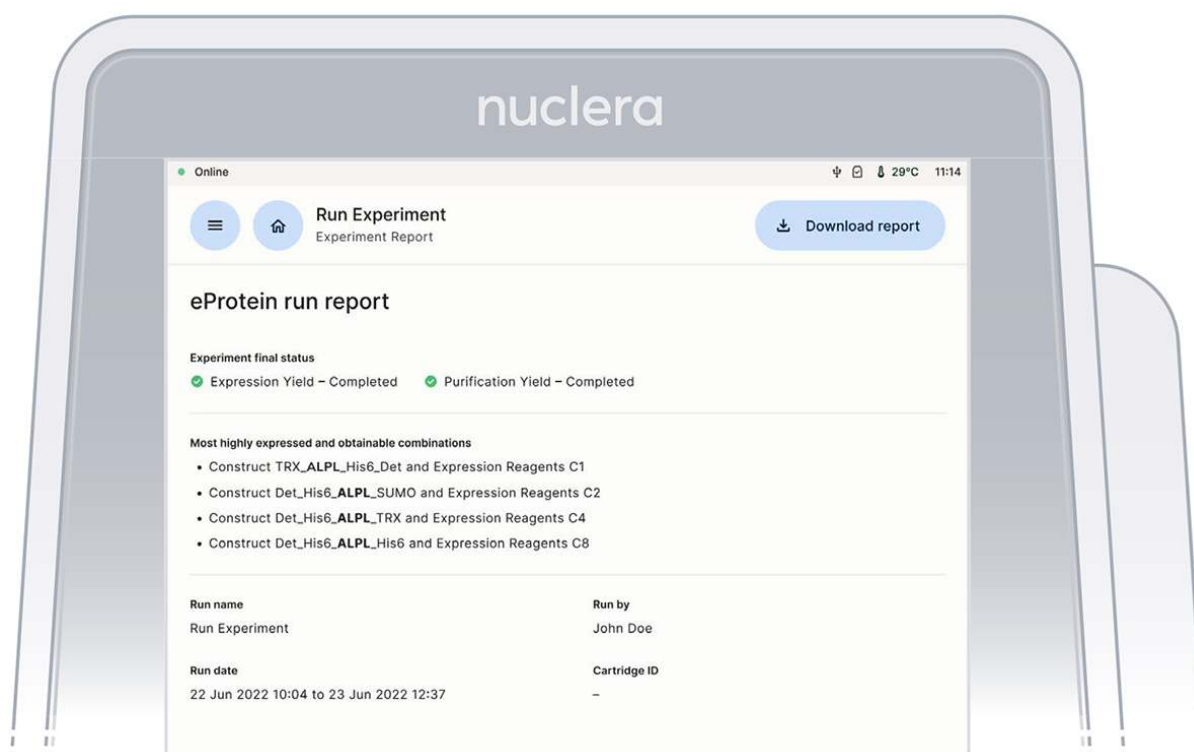 nuclera
Online 29°C 11:14
Run Experiment
Experiment Report
Download report
eProtein run report
Experiment final status
Expression Yield – Completed Purification Yield – Completed
Most highly expressed and obtainable combinations
• Construct TRX_ALPL_His6_Det and Expression Reagents C1
• Construct Det_His6_ALPL_SUMO and Expression Reagents C2
• Construct Det_His6_ALPL_TRX and Expression Reagents C4
• Construct Det_His6_ALPL_His6 and Expression Reagents C8
Run name Run by
Run Experiment John Doe
Run date Cartridge ID
22 Jun 2022 10:04 to 23 Jun 2022 12:37 –